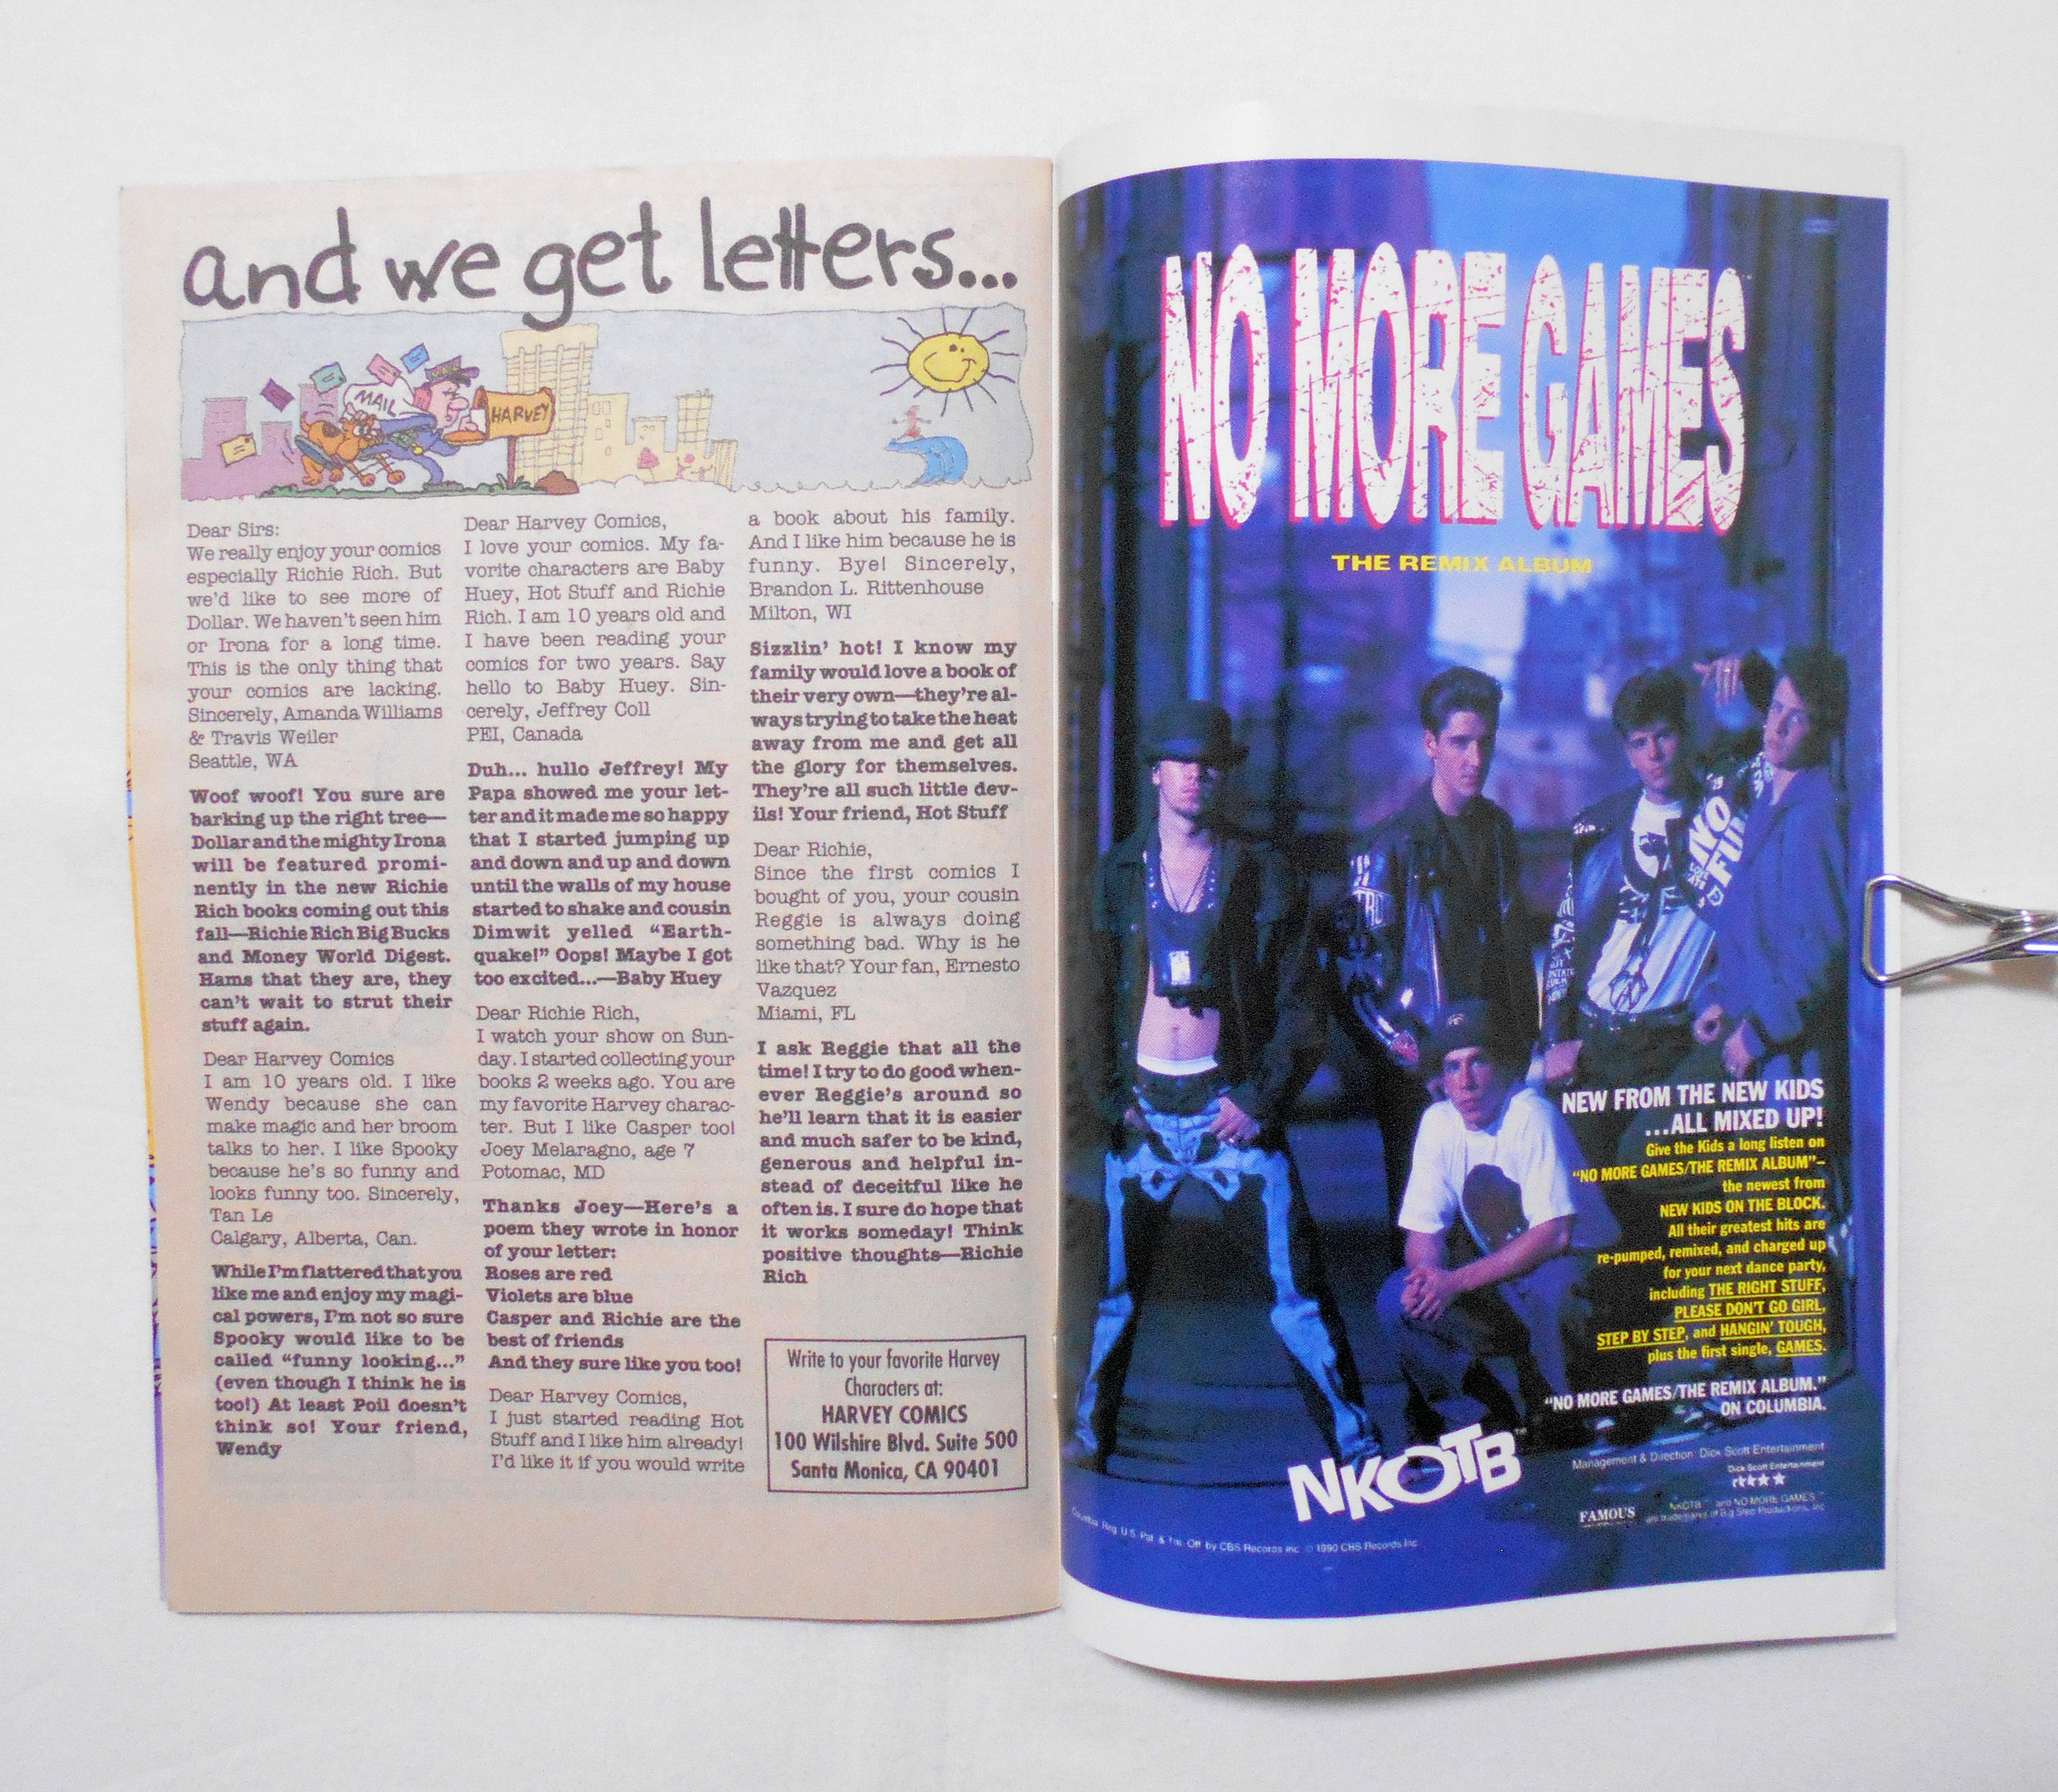 and we get letters...
MAIL
HARVEY
Dear Sirs:
We really enjoy your comics
especially Richie Rich. But
we'd like to see more of
Dollar. We haven't seen him
or Irona for a long time.
This is the only thing that
your comics are lacking.
Sincerely, Amanda Williams
& Travis Weiler
Seattle, WA
Woof woof! You sure are
barking up the right tree—
Dollar and the mighty Irona
will be featured promi-
nently in the new Richie
Rich books coming out this
fall—Richie Rich Big Bucks
and Money World Digest.
Hams that they are, they
can't wait to strut their
stuff again.
Dear Harvey Comics
I am 10 years old. I like
Wendy because she can
make magic and her broom
talks to her. I like Spooky
because he's so funny and
looks funny too. Sincerely,
Tan Le
Calgary, Alberta, Can.
While I'm flattered that you
like me and enjoy my magi-
cal powers, I'm not so sure
Spooky would like to be
called "funny looking..."
(even though I think he is
too!) At least Poil doesn't
think so! Your friend,
Wendy
Dear Harvey Comics,
I love your comics. My fa-
vorite characters are Baby
Huey, Hot Stuff and Richie
Rich. I am 10 years old and
I have been reading your
comics for two years. Say
hello to Baby Huey. Sin-
cerely, Jeffrey Coll
PEI, Canada
Duh... hullo Jeffrey! My
Papa showed me your let-
ter and it made me so happy
that I started jumping up
and down and up and down
until the walls of my house
started to shake and cousin
Dimwit yelled "Earth-
quake!" Oops! Maybe I got
too excited...—Baby Huey
Dear Richie Rich,
I watch your show on Sun-
day. I started collecting your
books 2 weeks ago. You are
my favorite Harvey charac-
ter. But I like Casper too!
Joey Melaragno, age 7
Potomac, MD
Thanks Joey—Here's a
poem they wrote in honor
of your letter:
Roses are red
Violets are blue
Casper and Richie are the
best of friends
And they sure like you too!
Dear Harvey Comics,
I just started reading Hot
Stuff and I like him already!
I'd like it if you would write
a book about his family.
And I like him because he is
funny. Bye! Sincerely,
Brandon L. Rittenhouse
Milton, WI
Sizzlin' hot! I know my
family would love a book of
their very own—they're al-
ways trying to take the heat
away from me and get all
the glory for themselves.
They're all such little dev-
ils! Your friend, Hot Stuff
Dear Richie,
Since the first comics I
bought of you, your cousin
Reggie is always doing
something bad. Why is he
like that? Your fan, Ernesto
Vazquez
Miami, FL
I ask Reggie that all the
time! I try to do good when-
ever Reggie's around so
he'll learn that it is easier
and much safer to be kind,
generous and helpful in-
stead of deceitful like he
often is. I sure do hope that
it works someday! Think
positive thoughts—Richie
Rich
Write to your favorite Harvey
Characters at:
HARVEY COMICS
100 Wilshire Blvd. Suite 500
Santa Monica, CA 90401
NO MORE GAMES
THE REMIX ALBUM
NEW FROM THE NEW KIDS
...ALL MIXED UP!
Give the Kids a long listen on
"NO MORE GAMES/THE REMIX ALBUM"–
the newest from
NEW KIDS ON THE BLOCK.
All their greatest hits are
re-pumped, remixed, and charged up
for your next dance party,
including THE RIGHT STUFF,
PLEASE DON'T GO GIRL,
STEP BY STEP, and HANGIN' TOUGH,
plus the first single, GAMES.
"NO MORE GAMES/THE REMIX ALBUM."
ON COLUMBIA.
NKOTB™
Management & Direction: Dick Scott Entertainment
Dick Scott Entertainment
FAMOUS
NKOTB™ and NO MORE GAMES™
are trademarks of Big Step Productions, Inc
Columbia Reg. U.S. Pat. & Tm. Off. by CBS Records Inc. © 1990 CBS Records Inc.